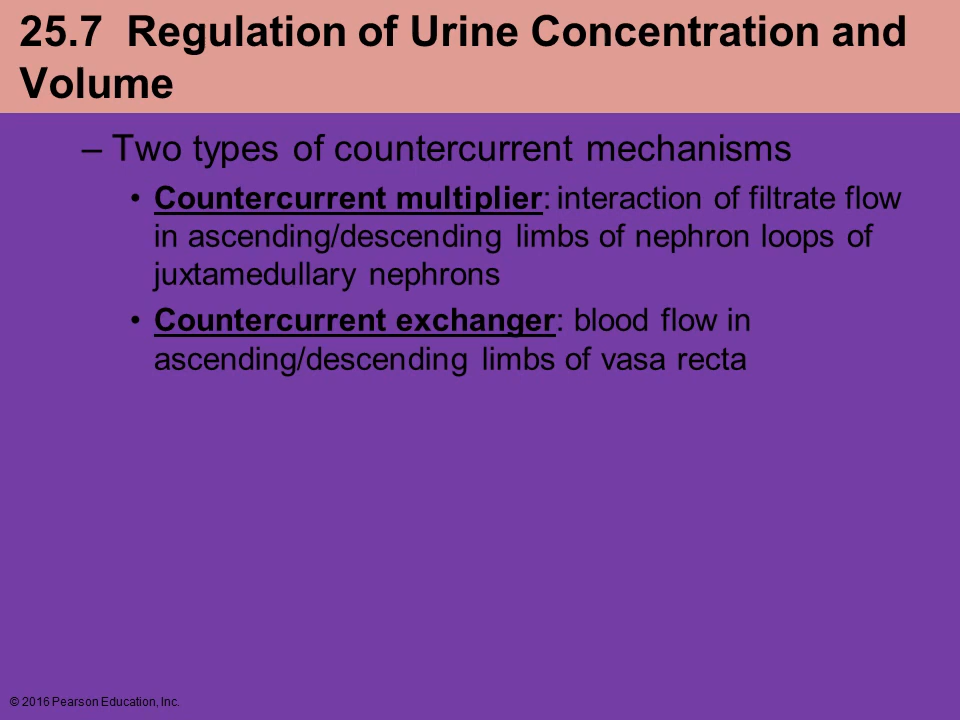 25.7 Regulation of Urine Concentration and
Volume
– Two types of countercurrent mechanisms
• Countercurrent multiplier: interaction of filtrate flow
in ascending/descending limbs of nephron loops of
juxtamedullary nephrons
• Countercurrent exchanger: blood flow in
ascending/descending limbs of vasa recta
© 2016 Pearson Education, Inc.